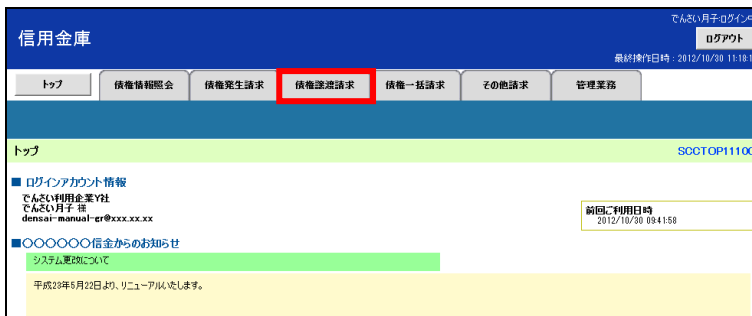 でんさい月子:ログイン中
信用金庫
ログアウト
最終操作日時：2012/10/30 11:18:1
トップ 債権情報照会 債権発生請求 債権譲渡請求 債権一括請求 その他請求 管理業務
トップ
SCCTOP11100
■ ログインアカウント情報
でんさい利用企業Y社
でんさい月子 様
densai-manual-gr@xxx.xx.xx
前回ご利用日時
2012/10/30 09:41:58
■〇〇〇〇〇〇信金からのお知らせ
システム更改について
平成23年5月22日より、リニューアルいたします。